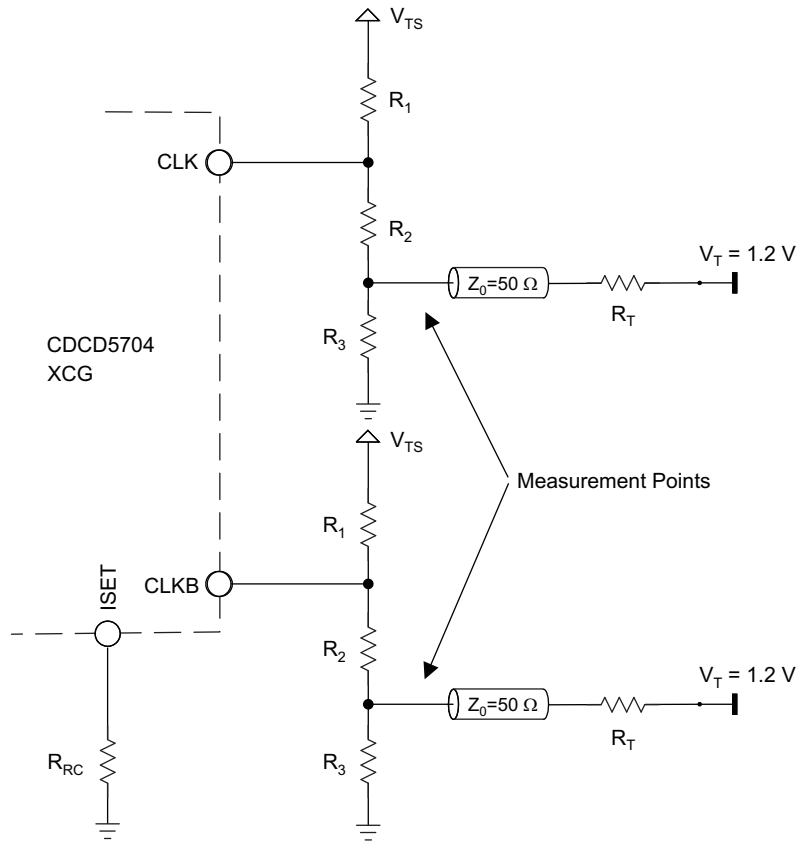 V_TS
R_1
CLK
R_2
V_T = 1.2 V
Z_0=50 Ω
R_T
R_3
CDCD5704
XCG
V_TS
Measurement Points
R_1
ISET
CLKB
R_2
V_T = 1.2 V
Z_0=50 Ω
R_T
R_RC
R_3